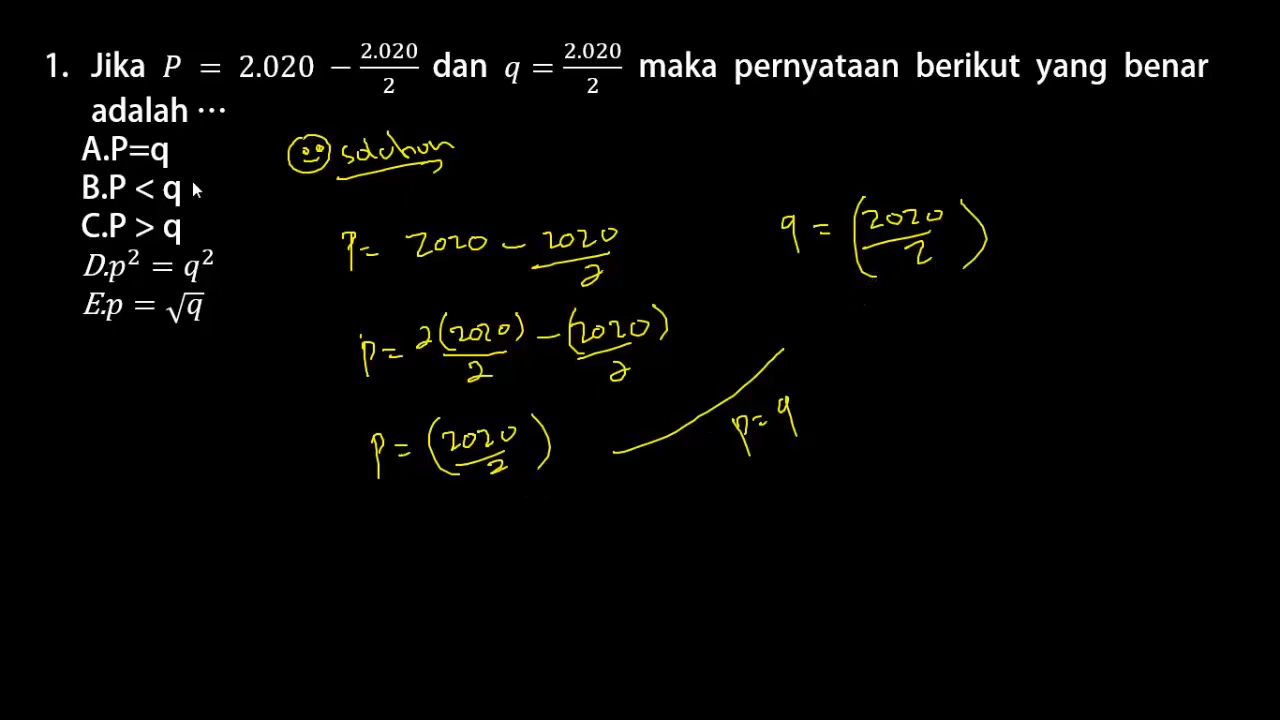 1. Jika P = 2.020 − 2.020/2 dan q = 2.020/2 maka pernyataan berikut yang benar
adalah ⋯
A.P=q
B.P < q
C.P > q
D.p² = q²
E.p = √q
solution
P= 2020 − 2020/2
q = (2020/2)
p= 2(2020)/2 − (2020)/2
p = (2020/2)
p= q